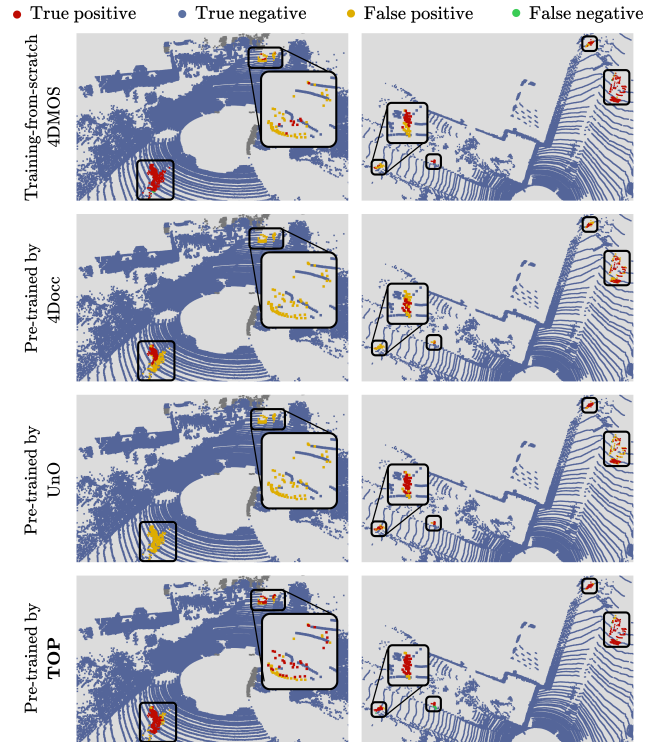 True positive True negative False positive False negative
Training-from-scratch
4DMOS
Pre-trained by
4Docc
Pre-trained by
UnO
Pre-trained by
TOP